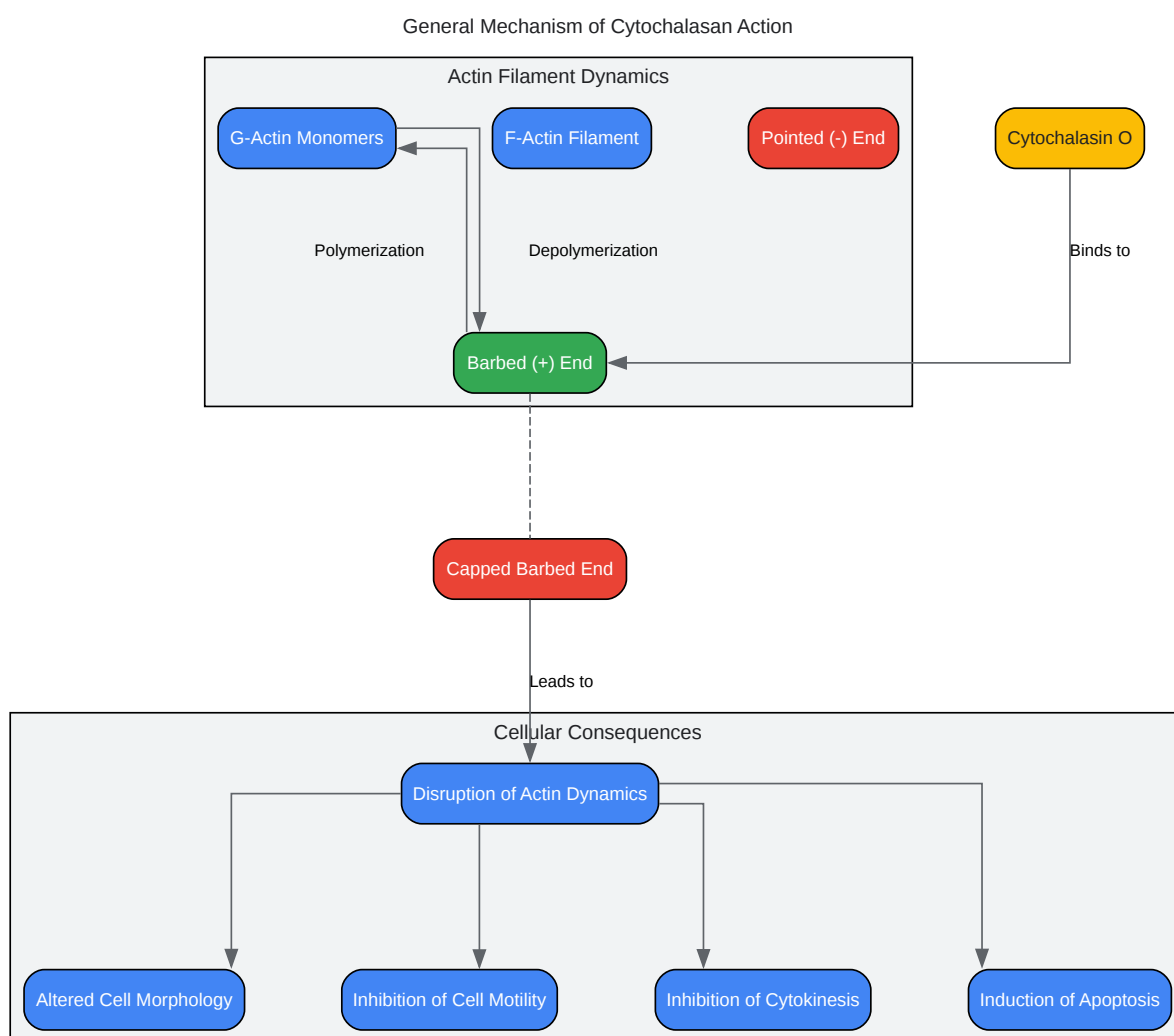 General Mechanism of Cytochalasan Action
Actin Filament Dynamics
G-Actin Monomers
F-Actin Filament
Pointed (-) End
Cytochalasin O
Polymerization
Depolymerization
Binds to
Barbed (+) End
Capped Barbed End
Leads to
Cellular Consequences
Disruption of Actin Dynamics
Altered Cell Morphology
Inhibition of Cell Motility
Inhibition of Cytokinesis
Induction of Apoptosis